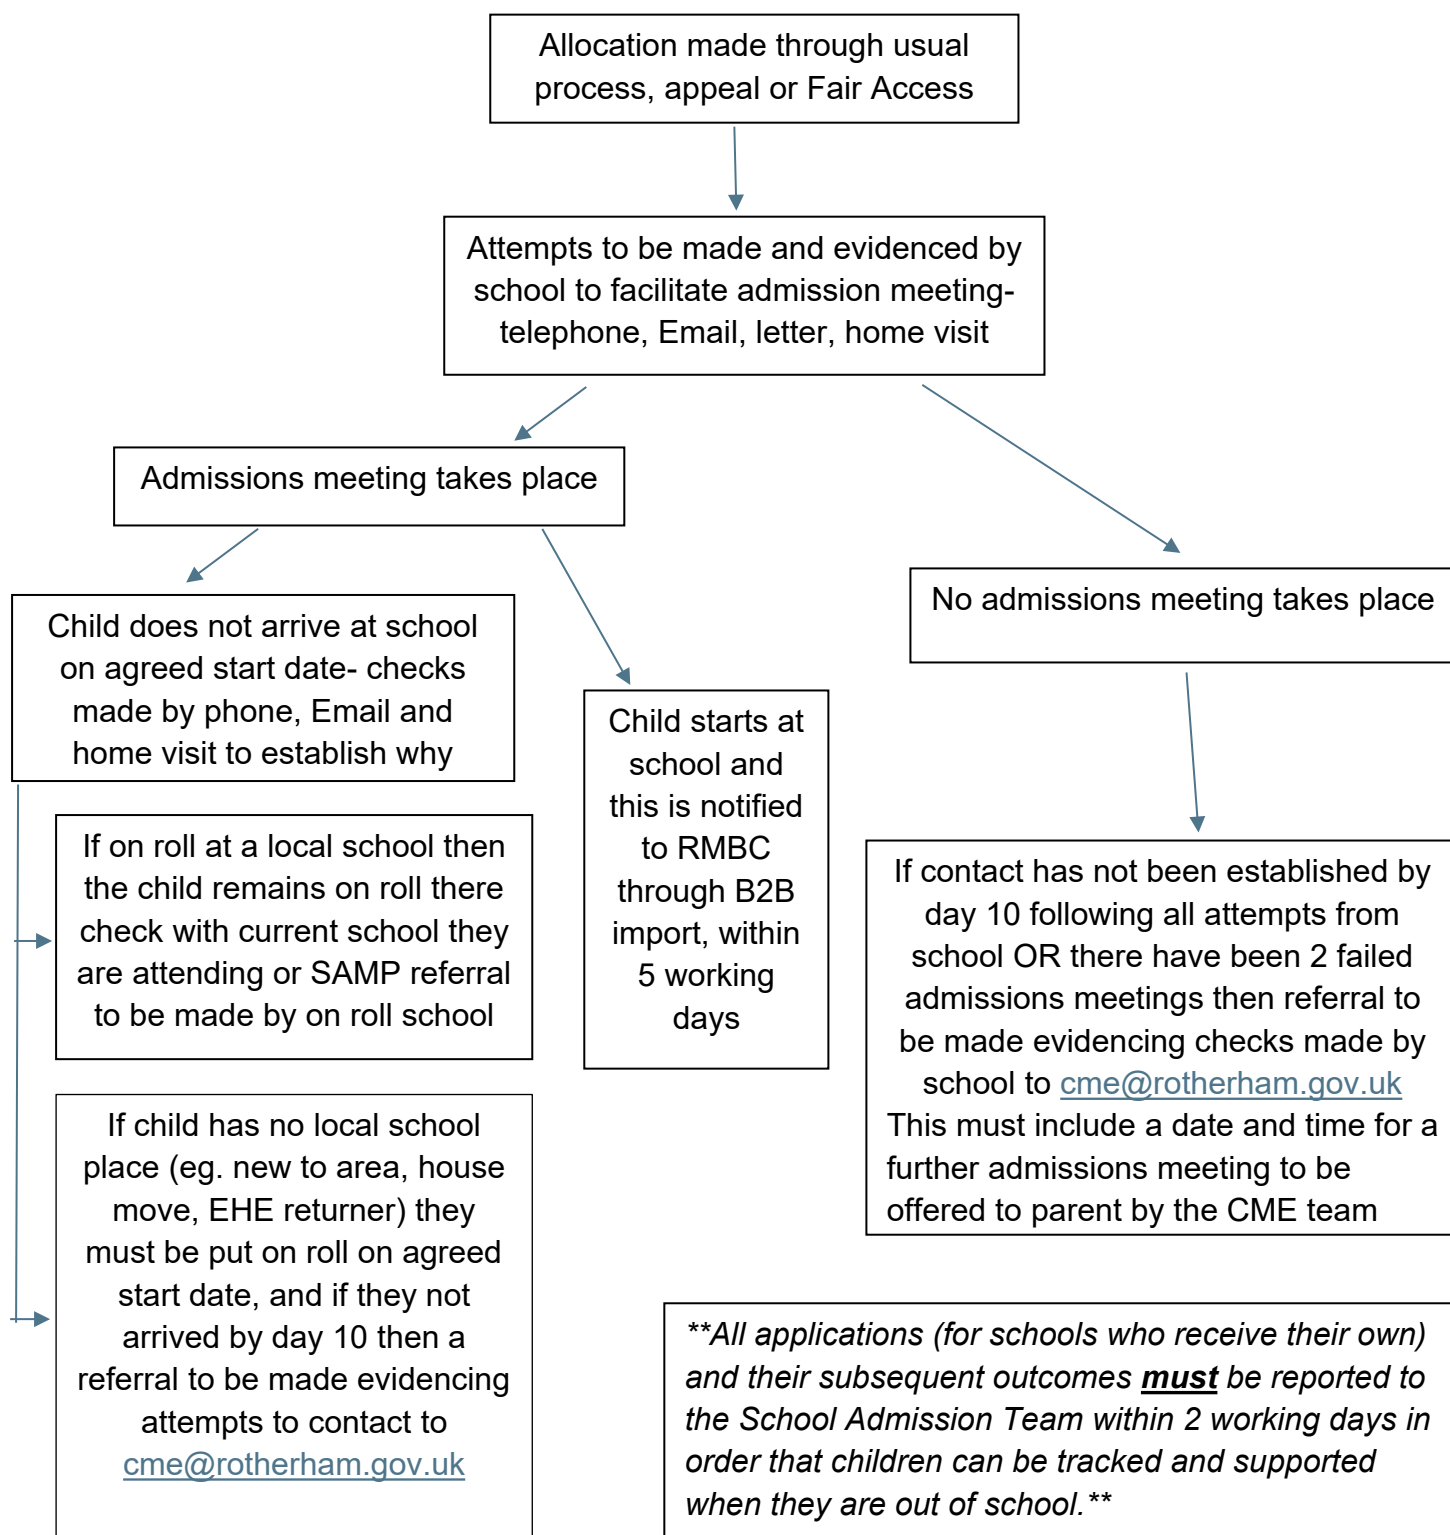 Allocation made through usual
process, appeal or Fair Access
Attempts to be made and evidenced by
school to facilitate admission meeting-
telephone, Email, letter, home visit
Admissions meeting takes place
No admissions meeting takes place
Child does not arrive at school
on agreed start date- checks
made by phone, Email and
home visit to establish why
Child starts at
school and
this is notified
to RMBC
through B2B
import, within
5 working
days
If on roll at a local school then
the child remains on roll there
check with current school they
are attending or SAMP referral
to be made by on roll school
If contact has not been established by
day 10 following all attempts from
school OR there have been 2 failed
admissions meetings then referral to
be made evidencing checks made by
school to cme@rotherham.gov.uk
This must include a date and time for a
further admissions meeting to be
offered to parent by the CME team
If child has no local school
place (eg. new to area, house
move, EHE returner) they
must be put on roll on agreed
start date, and if they not
arrived by day 10 then a
referral to be made evidencing
attempts to contact to
cme@rotherham.gov.uk
**All applications (for schools who receive their own)
and their subsequent outcomes must be reported to
the School Admission Team within 2 working days in
order that children can be tracked and supported
when they are out of school.**